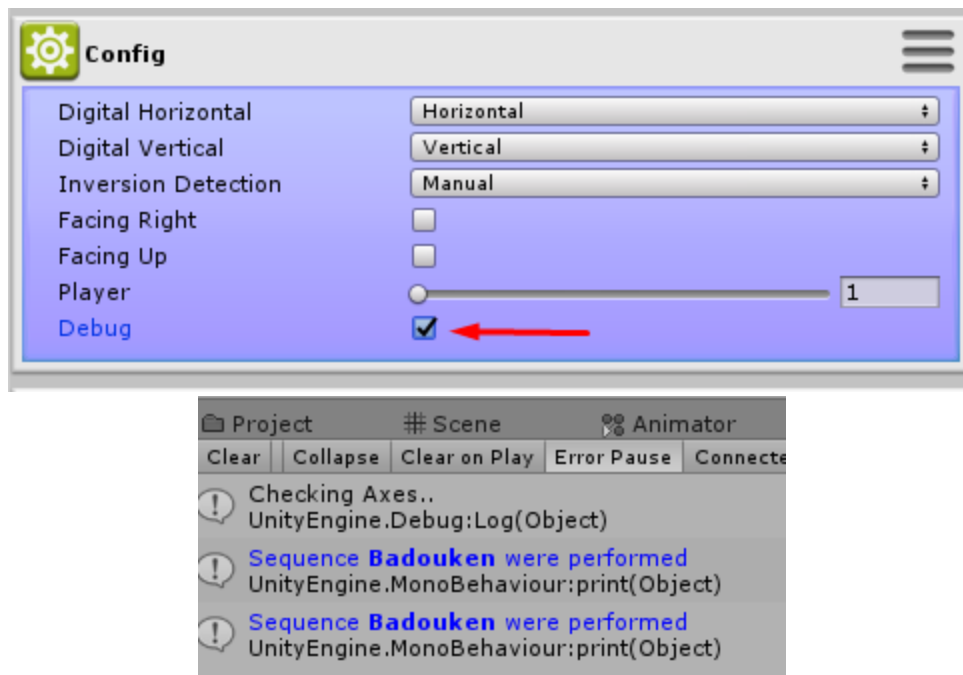 Config
Digital Horizontal Horizontal
Digital Vertical Vertical
Inversion Detection Manual
Facing Right
Facing Up
Player 1
Debug
Project Scene Animator
Clear Collapse Clear on Play Error Pause Connecte
Checking Axes..
UnityEngine.Debug:Log(Object)
Sequence Badouken were performed
UnityEngine.MonoBehaviour:print(Object)
Sequence Badouken were performed
UnityEngine.MonoBehaviour:print(Object)